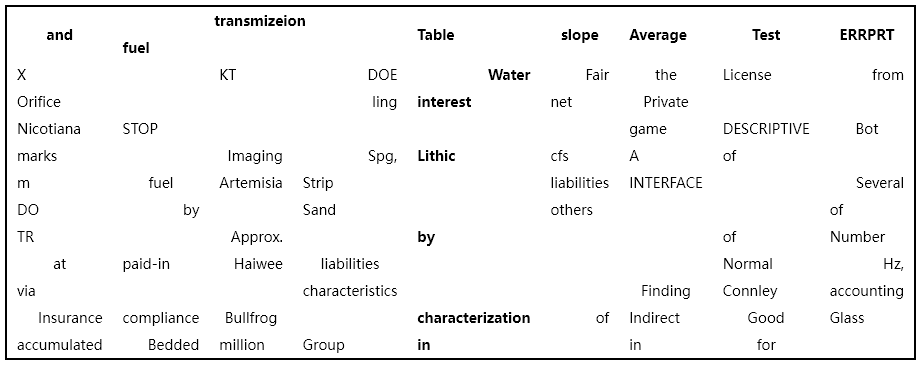 transmizeion
and fuel Table slope Average Test ERRPRT
X KT DOE Water Fair the License from
Orifice ling interest net Private
Nicotiana STOP game DESCRIPTIVE Bot
marks Imaging Spg, Lithic cfs A of
m fuel Artemisia Strip liabilities INTERFACE Several
DO by Sand others of
TR Approx. by of Number
at paid-in Haiwee liabilities Normal Hz,
via characteristics Finding Connley accounting
Insurance compliance Bullfrog characterization of Indirect Good Glass
accumulated Bedded million Group in in for